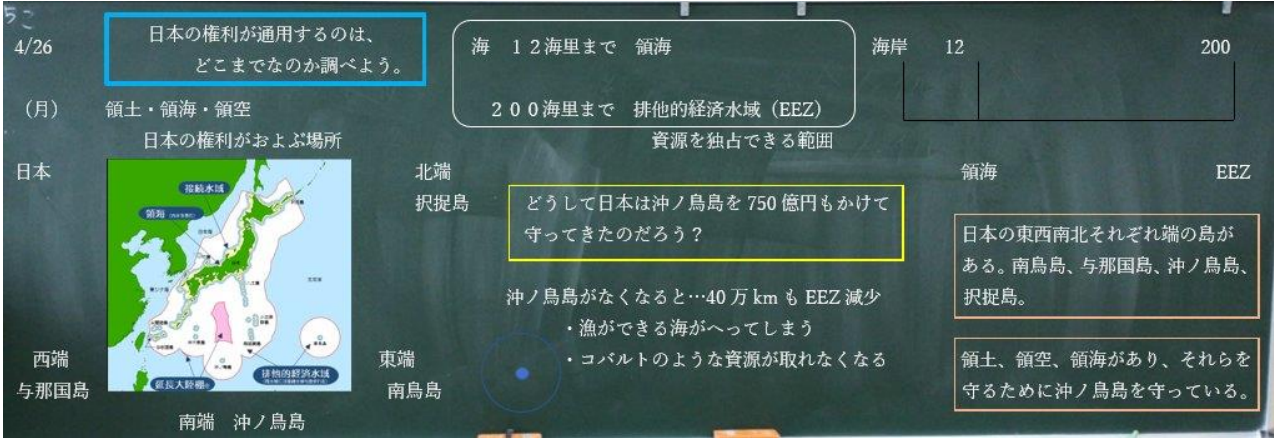 4/26
(月)
日本の権利が通用するのは、
どこまでなのか調べよう。
領土・領海・領空
日本の権利がおよぶ場所
日本
接続水域
領海
延長大陸棚
排他的経済水域
北端
択捉島
西端
与那国島
東端
南鳥島
南端 沖ノ鳥島
海 12海里まで 領海
200海里まで 排他的経済水域（EEZ）
資源を独占できる範囲
どうして日本は沖ノ鳥島を750億円もかけて
守ってきたのだろう？
沖ノ鳥島がなくなると…40万kmもEEZ減少
・漁ができる海がへってしまう
・コバルトのような資源が取れなくなる
海岸 12 200
領海 EEZ
日本の東西南北それぞれ端の島が
ある。南鳥島、与那国島、沖ノ鳥島、
択捉島。
領土、領空、領海があり、それらを
守るために沖ノ鳥島を守っている。